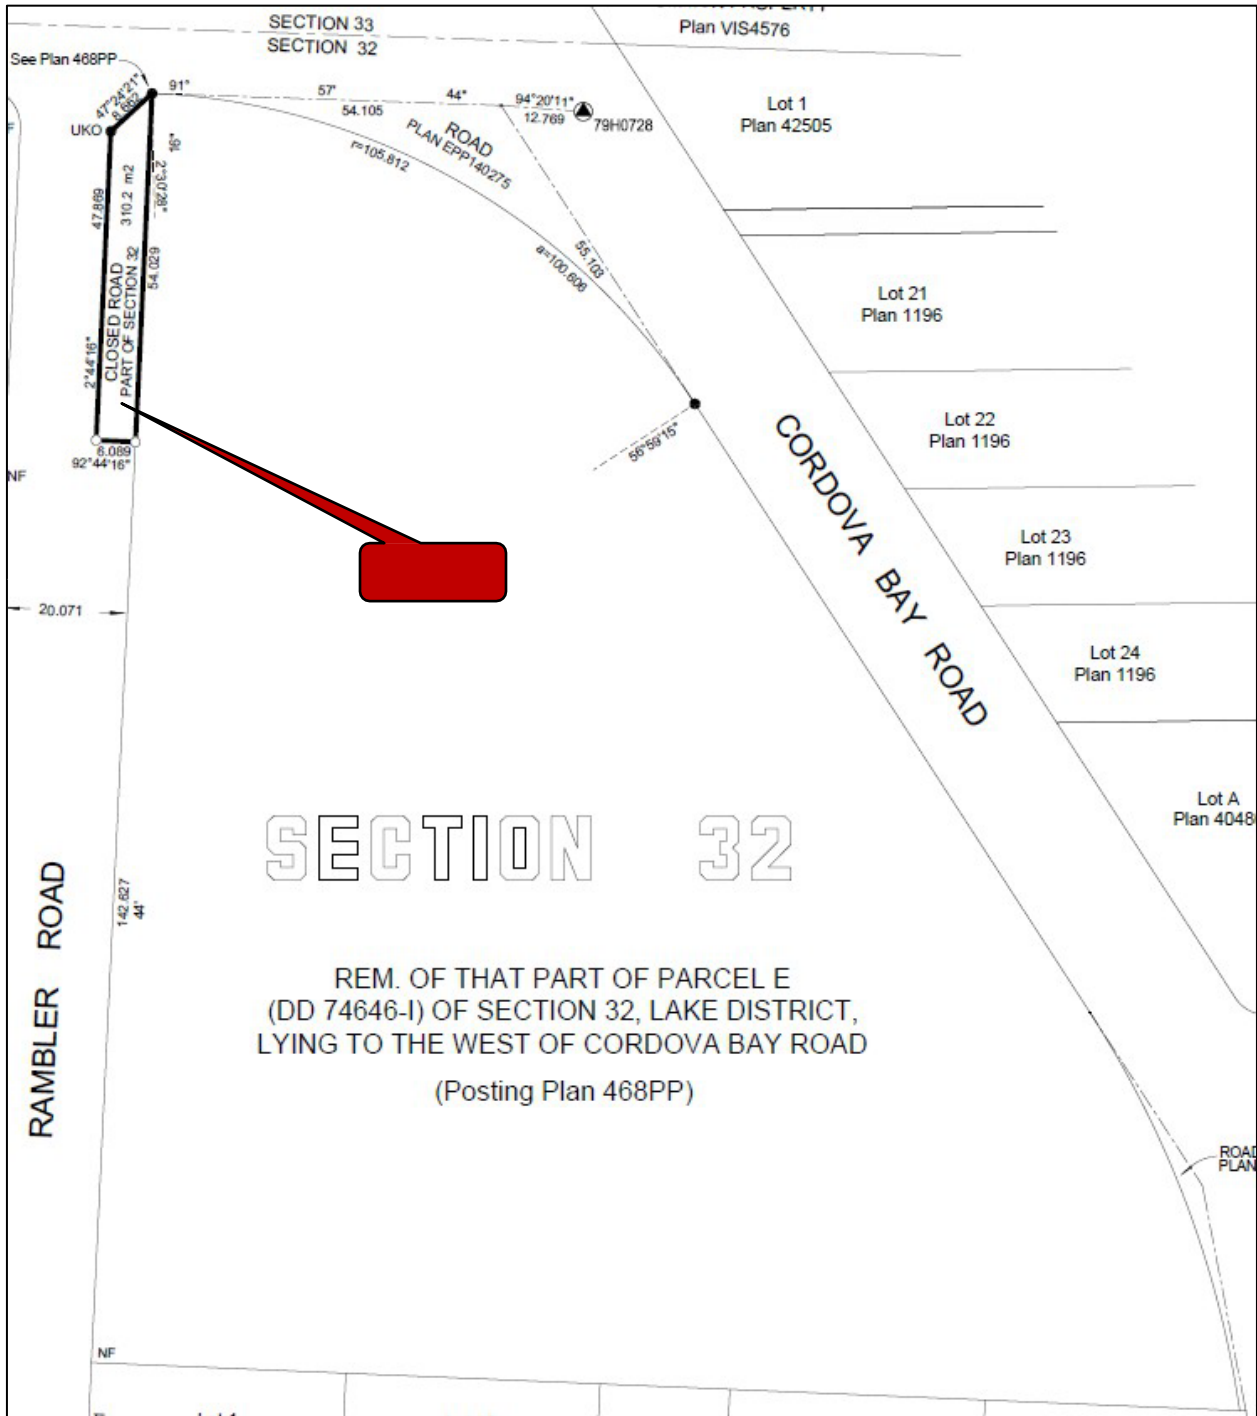 SECTION 33
SECTION 32
Plan VIS4576
See Plan 468PP
47°24'21"
8.662
91°
57'
44"
54.105
94°20'11"
12.769
79H0728
Lot 1
Plan 42505
UKO
ROAD
PLAN EPP140275
r=105.812
47.869
310.2 m2
2°30'28"
54.029
CLOSED ROAD
PART OF SECTION 32
2°44'16"
55.103
a=100.606
Lot 21
Plan 1196
56°59'15"
Lot 22
Plan 1196
6.089
92°44'16"
NF
CORDOVA BAY ROAD
Lot 23
Plan 1196
20.071
Lot 24
Plan 1196
Lot A
Plan 4048
SECTION 32
RAMBLER ROAD
142.627
44'
REM. OF THAT PART OF PARCEL E
(DD 74646-I) OF SECTION 32, LAKE DISTRICT,
LYING TO THE WEST OF CORDOVA BAY ROAD
(Posting Plan 468PP)
ROAD
PLAN
NF